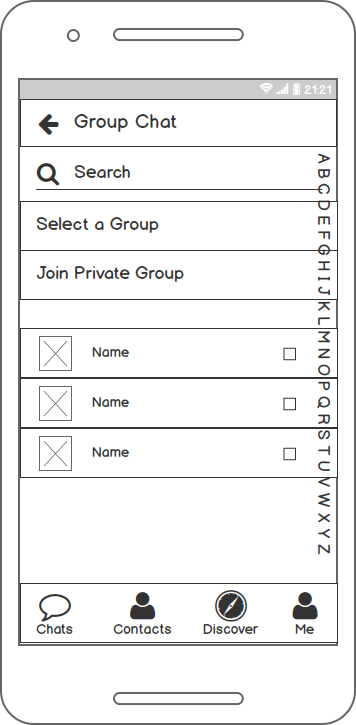 21:21
Group Chat
Search
Select a Group
Join Private Group
Name
Name
Name
A B C D E F G H I J K L M N O P Q R S T U V W X Y Z
Chats Contacts Discover Me